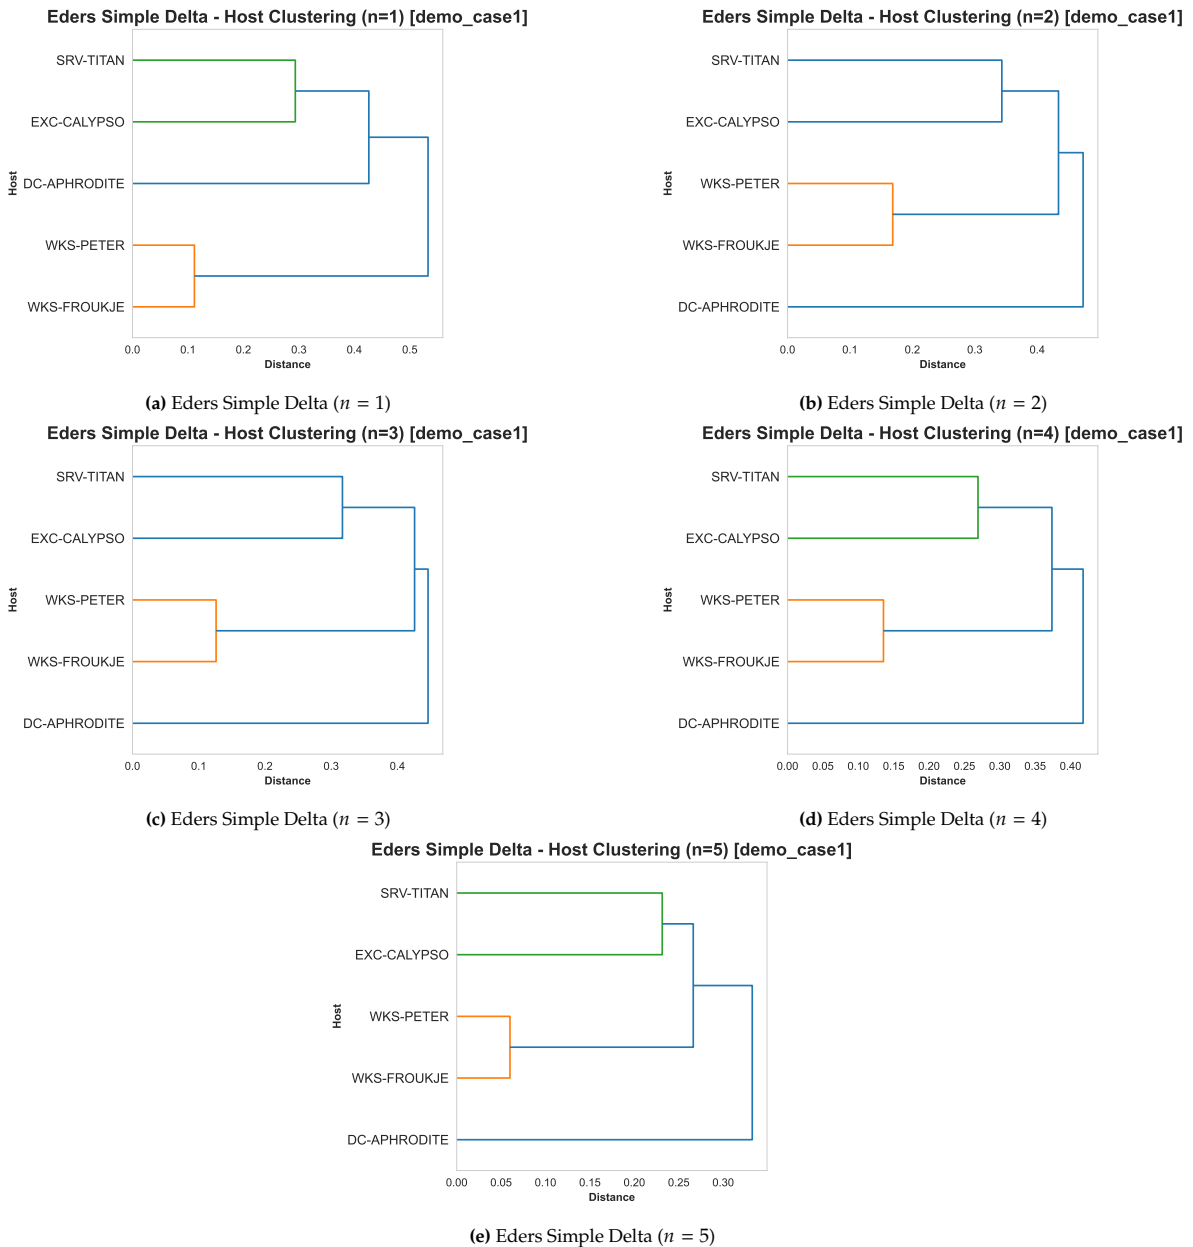 Eders Simple Delta - Host Clustering (n=1) [demo_case1]
SRV-TITAN
EXC-CALYPSO
DC-APHRODITE
WKS-PETER
WKS-FROUKJE
Host
0.0 0.1 0.2 0.3 0.4 0.5
Distance
(a) Eders Simple Delta (n = 1)
Eders Simple Delta - Host Clustering (n=2) [demo_case1]
SRV-TITAN
EXC-CALYPSO
WKS-PETER
WKS-FROUKJE
DC-APHRODITE
Host
0.0 0.1 0.2 0.3 0.4
Distance
(b) Eders Simple Delta (n = 2)
Eders Simple Delta - Host Clustering (n=3) [demo_case1]
SRV-TITAN
EXC-CALYPSO
WKS-PETER
WKS-FROUKJE
DC-APHRODITE
Host
0.0 0.1 0.2 0.3 0.4
Distance
(c) Eders Simple Delta (n = 3)
Eders Simple Delta - Host Clustering (n=4) [demo_case1]
SRV-TITAN
EXC-CALYPSO
WKS-PETER
WKS-FROUKJE
DC-APHRODITE
Host
0.00 0.05 0.10 0.15 0.20 0.25 0.30 0.35 0.40
Distance
(d) Eders Simple Delta (n = 4)
Eders Simple Delta - Host Clustering (n=5) [demo_case1]
SRV-TITAN
EXC-CALYPSO
WKS-PETER
WKS-FROUKJE
DC-APHRODITE
Host
0.00 0.05 0.10 0.15 0.20 0.25 0.30
Distance
(e) Eders Simple Delta (n = 5)